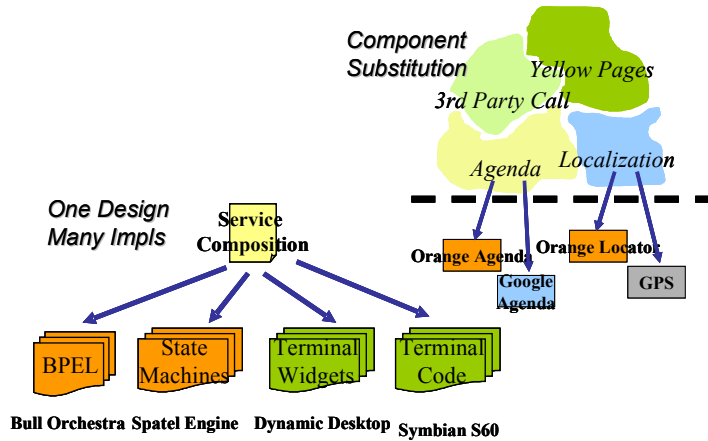 Component
Substitution
Yellow Pages
3rd Party Call
Agenda
Localization
One Design
Many Impls
Service
Composition
Orange Agenda
Orange Locator
Google
Agenda
GPS
BPEL
State
Machines
Terminal
Widgets
Terminal
Code
Bull Orchestra
Spatel Engine
Dynamic Desktop
Symbian S60